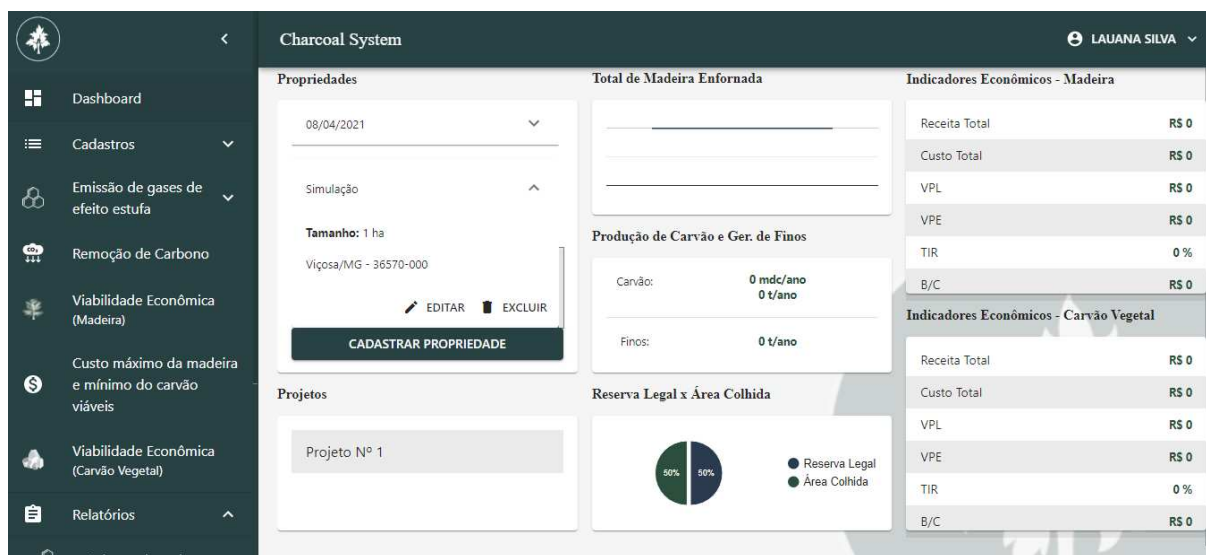 Charcoal System
LAUANA SILVA
Dashboard
Cadastros
Emissão de gases de
efeito estufa
CO₂
Remoção de Carbono
Viabilidade Econômica
(Madeira)
Custo máximo da madeira
e mínimo do carvão
viáveis
Viabilidade Econômica
(Carvão Vegetal)
Relatórios
Propriedades
08/04/2021
Simulação
Tamanho: 1 ha
Viçosa/MG - 36570-000
EDITAR EXCLUIR
CADASTRAR PROPRIEDADE
Projetos
Projeto Nº 1
Total de Madeira Enfornada
Produção de Carvão e Ger. de Finos
Carvão: 0 mdc/ano
0 t/ano
Finos: 0 t/ano
Reserva Legal x Área Colhida
50% 50%
Reserva Legal
Área Colhida
Indicadores Econômicos - Madeira
Receita Total R$ 0
Custo Total R$ 0
VPL R$ 0
VPE R$ 0
TIR 0 %
B/C R$ 0
Indicadores Econômicos - Carvão Vegetal
Receita Total R$ 0
Custo Total R$ 0
VPL R$ 0
VPE R$ 0
TIR 0 %
B/C R$ 0